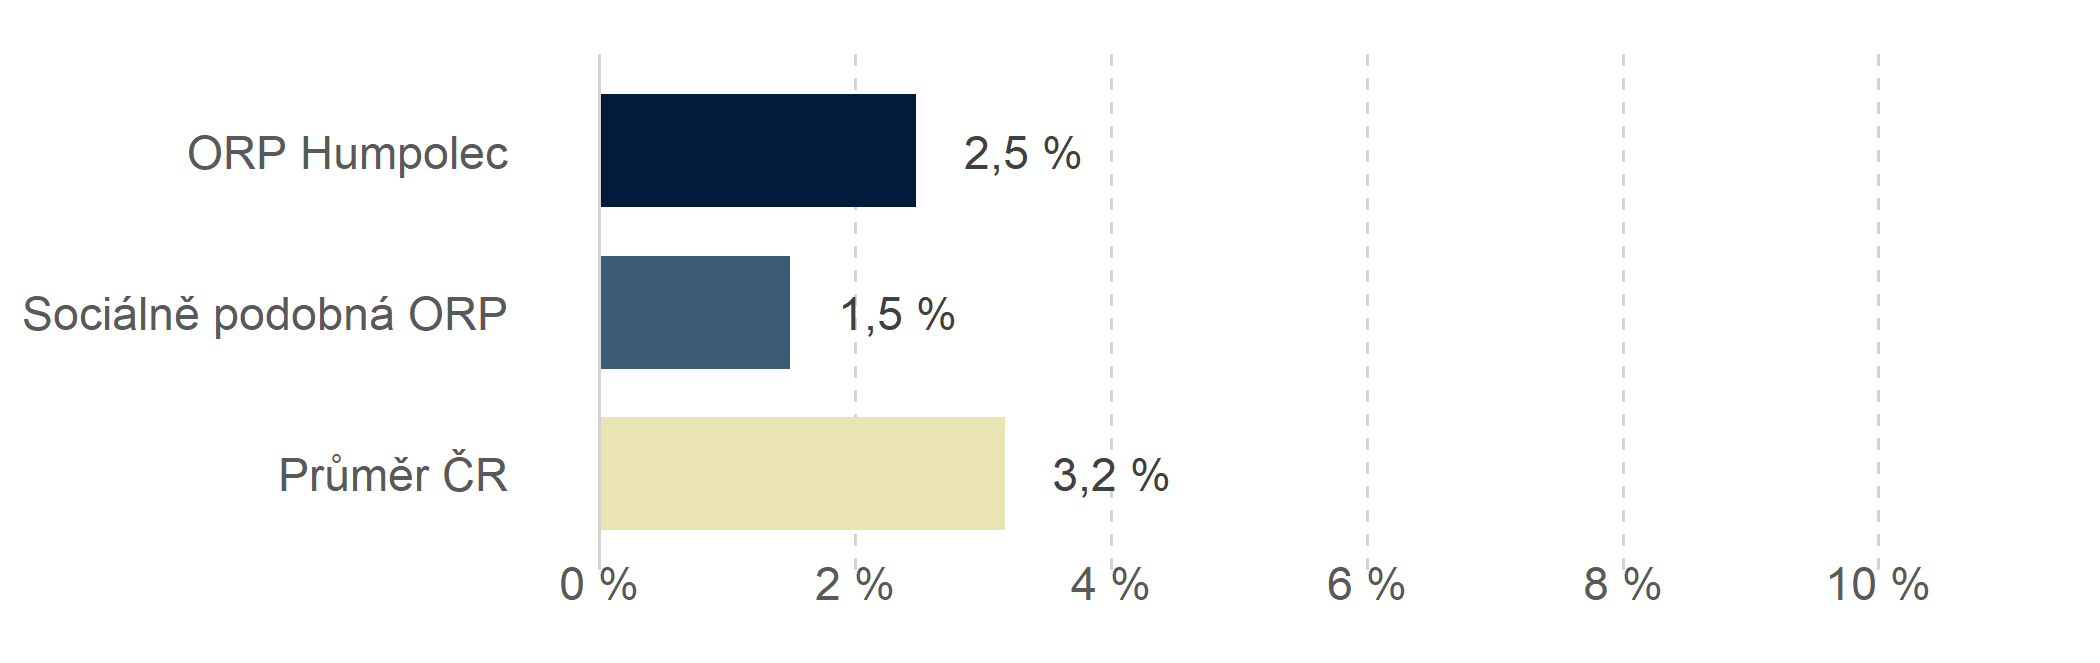 ORP Humpolec
2,5 %
Sociálně podobná ORP
1,5 %
Průměr ČR
3,2 %
0 % 2 % 4 % 6 % 8 % 10 %